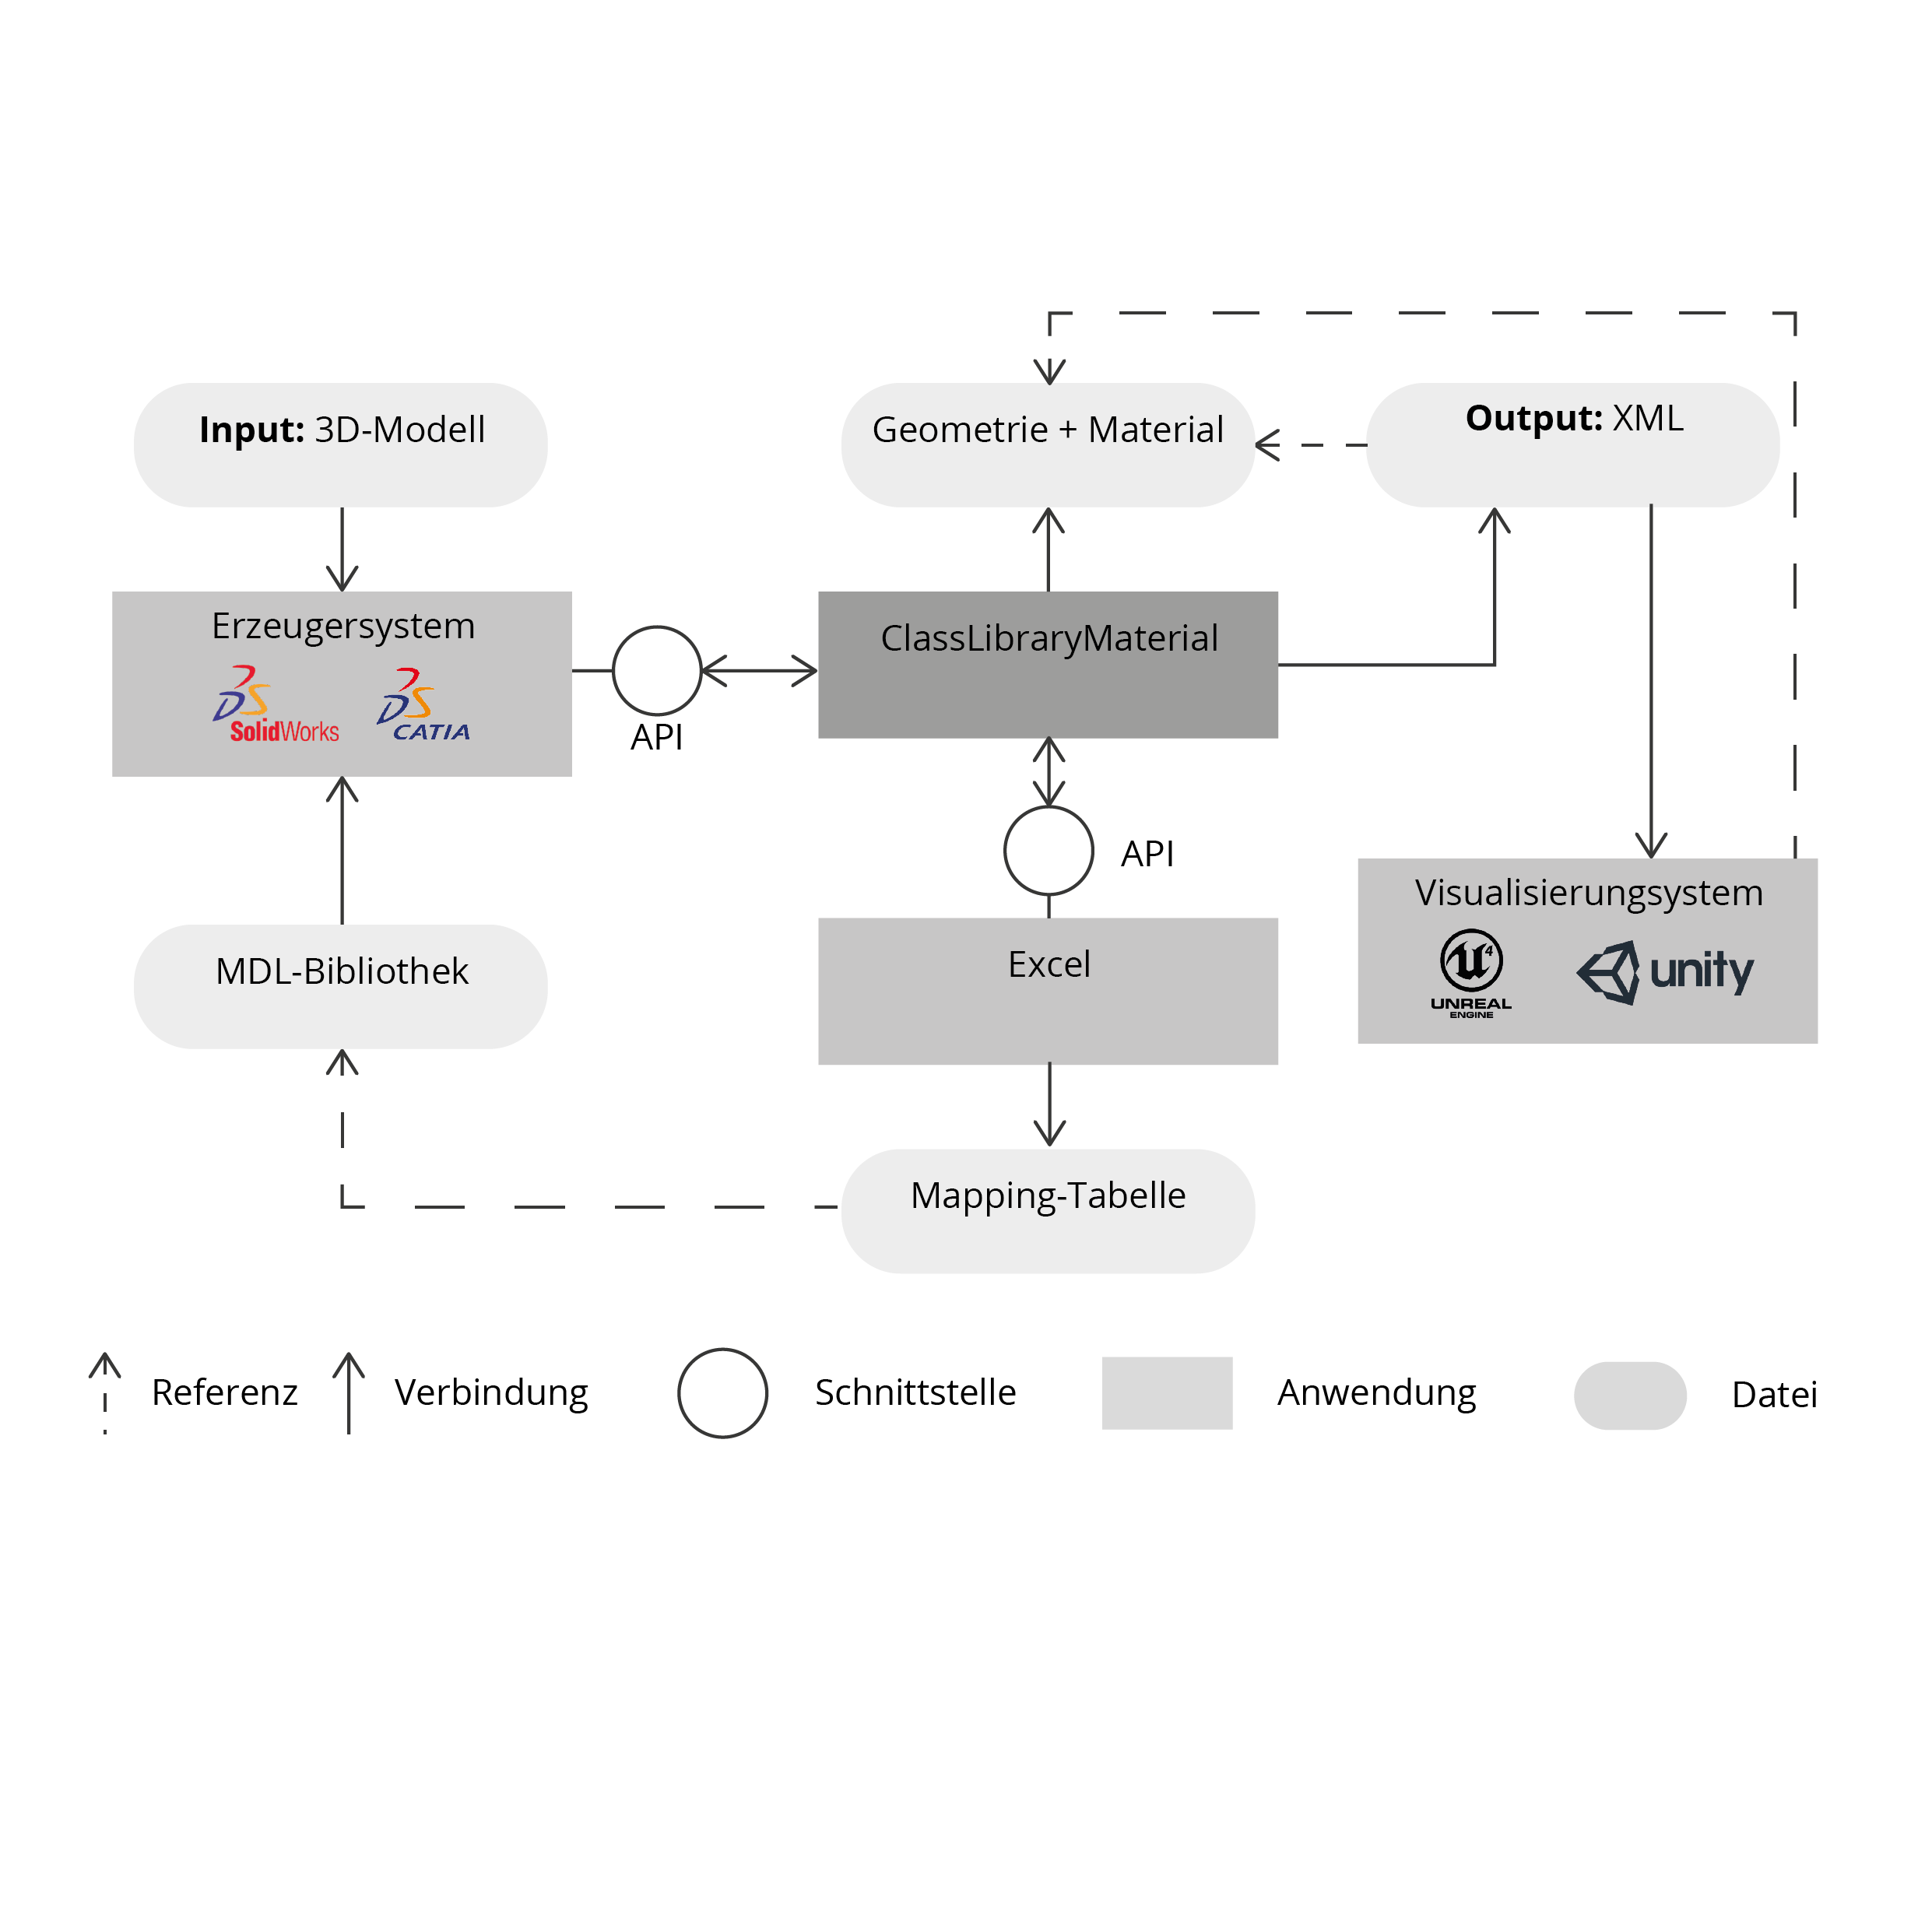 Input: 3D-Modell
Geometrie + Material
Output: XML
Erzeugersystem
SolidWorks
CATIA
API
ClassLibraryMaterial
API
Visualisierungsystem
4
UNREAL
ENGINE
unity
MDL-Bibliothek
Excel
Mapping-Tabelle
Referenz
Verbindung
Schnittstelle
Anwendung
Datei